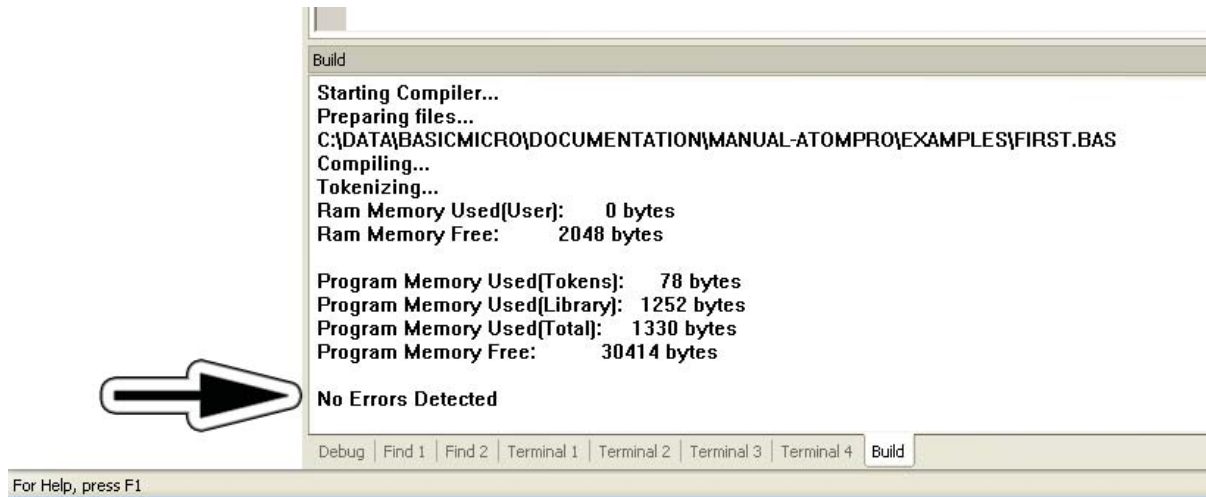 Build
Starting Compiler...
Preparing files...
C:\DATA\BASICMICRO\DOCUMENTATION\MANUAL-ATOMPRO\EXAMPLES\FIRST.BAS
Compiling...
Tokenizing...
Ram Memory Used(User): 0 bytes
Ram Memory Free: 2048 bytes
Program Memory Used(Tokens): 78 bytes
Program Memory Used(Library): 1252 bytes
Program Memory Used(Total): 1330 bytes
Program Memory Free: 30414 bytes
No Errors Detected
Debug | Find 1 | Find 2 | Terminal 1 | Terminal 2 | Terminal 3 | Terminal 4 Build
For Help, press F1